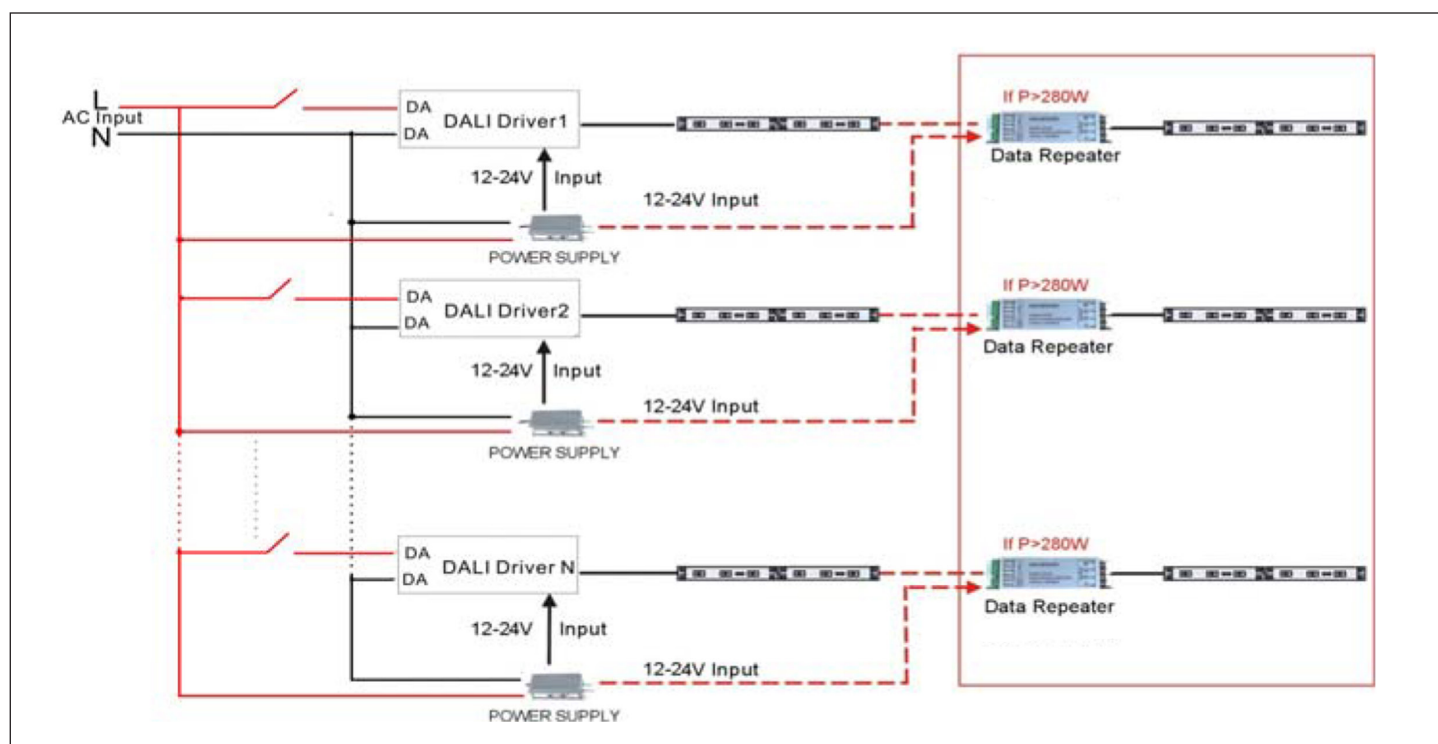 L
AC Input
N
DA
DA
DALI Driver1
12-24V Input
12-24V Input
POWER SUPPLY
If P>280W
Data Repeater
DA
DA
DALI Driver2
12-24V Input
12-24V Input
POWER SUPPLY
If P>280W
Data Repeater
DA
DA
DALI Driver N
12-24V Input
12-24V Input
POWER SUPPLY
If P>280W
Data Repeater